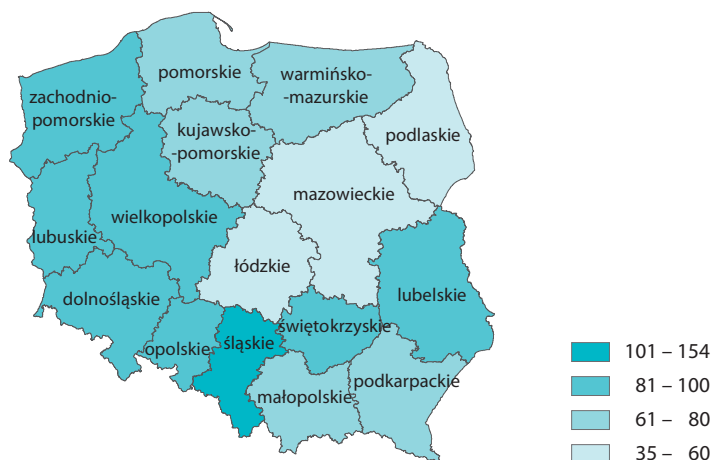 pomorskie
warmińsko-
-mazurskie
zachodnio-
pomorskie
kujawsko-
-pomorskie
podlaskie
mazowieckie
wielkopolskie
lubuskie
łódzkie
dolnośląskie
lubelskie
świętokrzyskie
opolskie
śląskie
podkarpackie
małopolskie
101 – 154
81 – 100
61 – 80
35 – 60